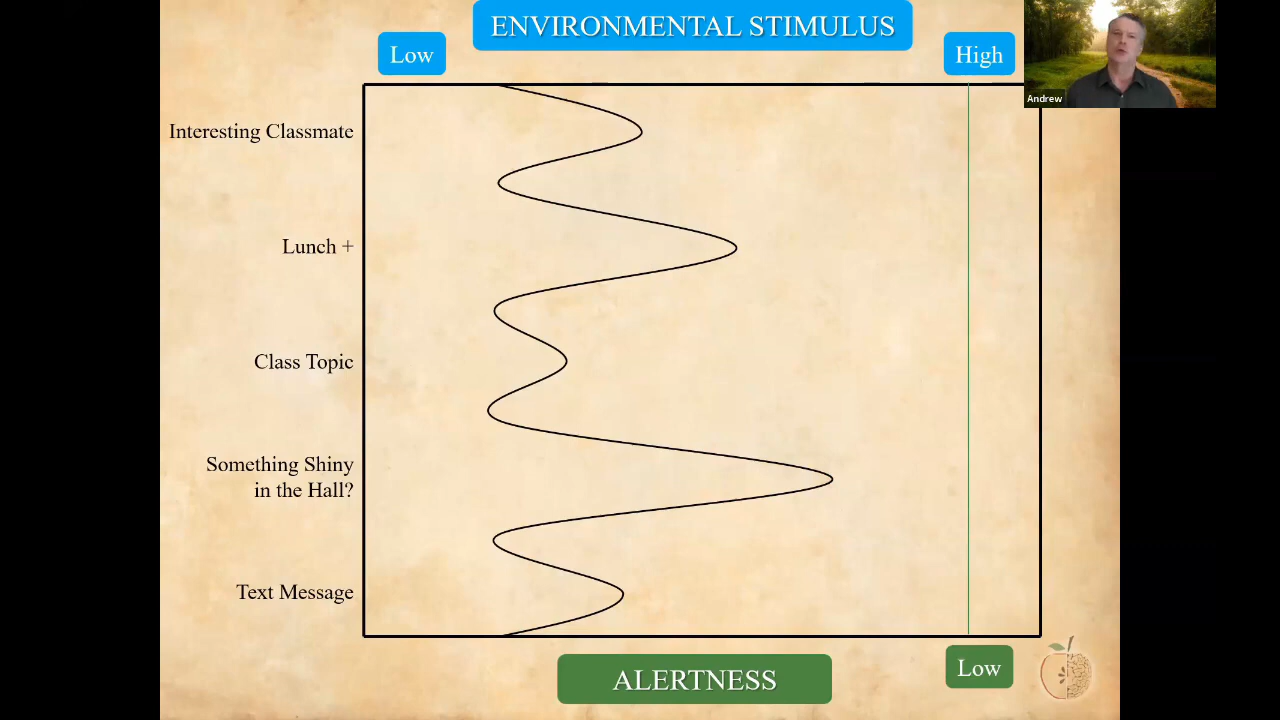 ENVIRONMENTAL STIMULUS
Low
High
Andrew
Interesting Classmate
Lunch +
Class Topic
Something Shiny
in the Hall?
Text Message
ALERTNESS
Low